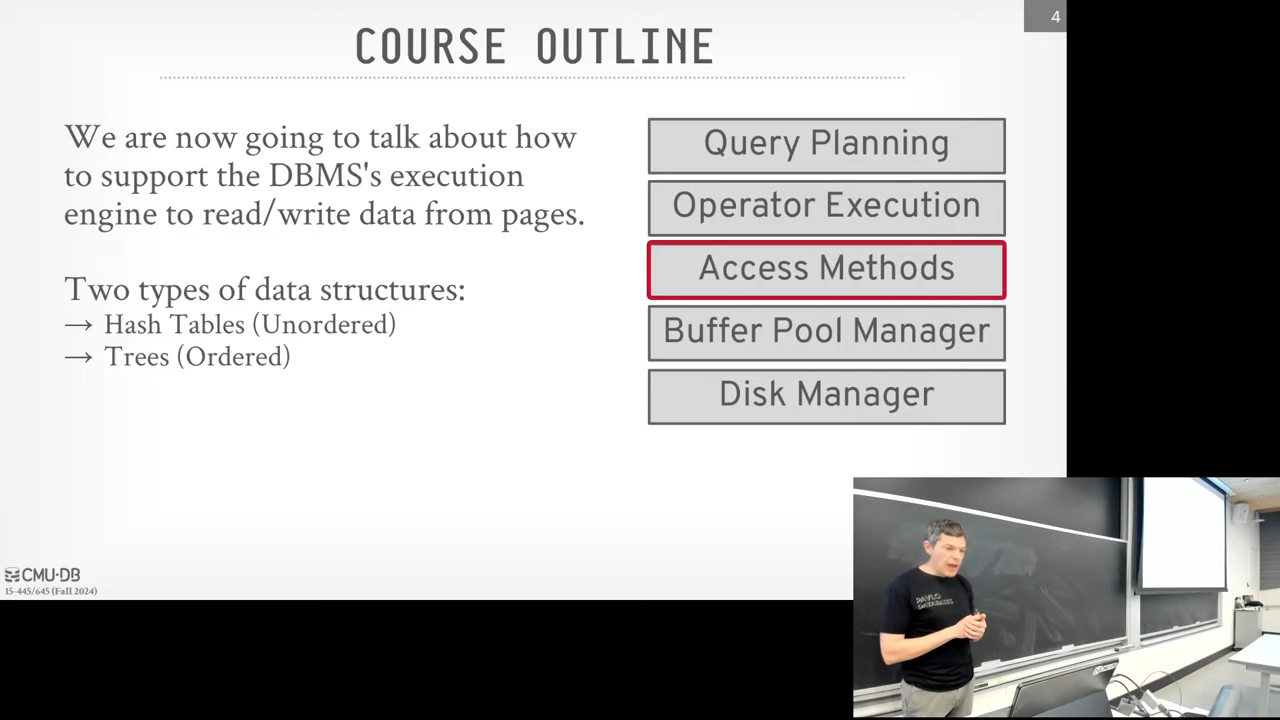 4
COURSE OUTLINE
We are now going to talk about how
to support the DBMS's execution
engine to read/write data from pages.
Two types of data structures:
→ Hash Tables (Unordered)
→ Trees (Ordered)
Query Planning
Operator Execution
Access Methods
Buffer Pool Manager
Disk Manager
CMU·DB
15-445/645 (Fall 2024)
PAVLO
DATABASES